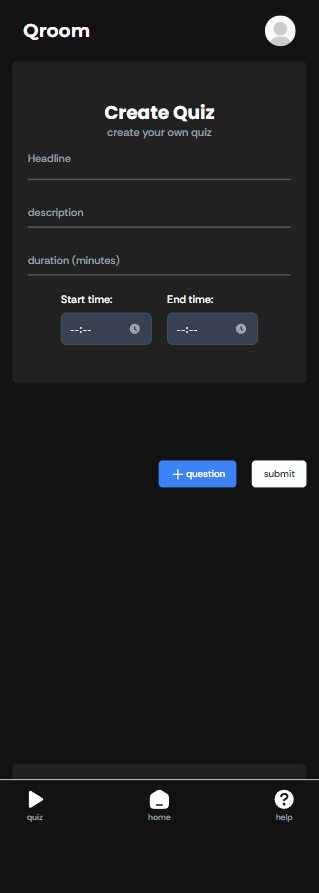 Qroom
Create Quiz
create your own quiz
Headline
description
duration (minutes)
Start time: End time:
--:-- --:--
+ question submit
quiz home help